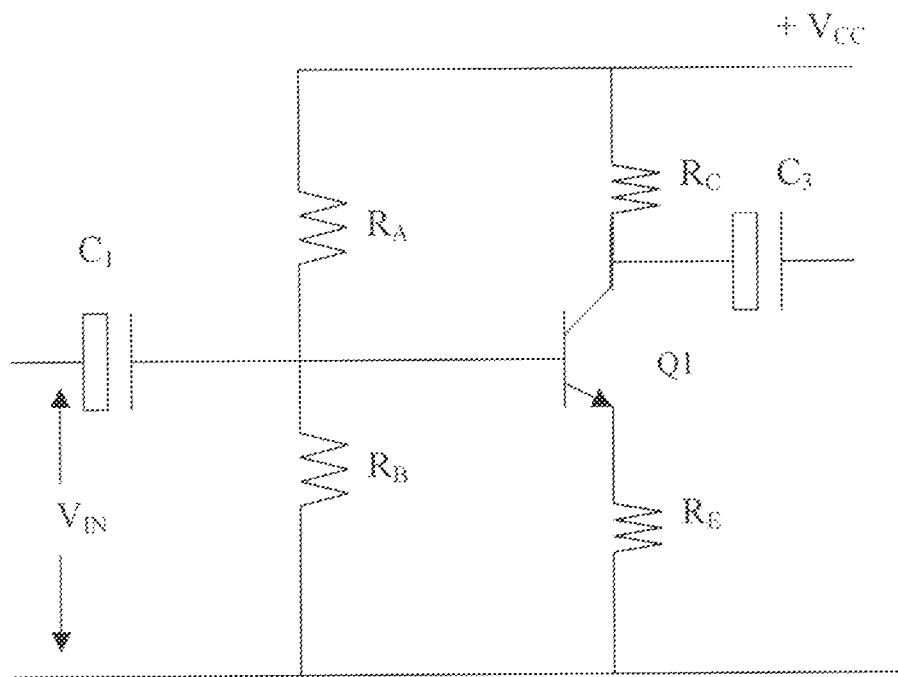 + V_CC
R_C
C_3
R_A
C_1
Q1
R_B
V_IN
R_E